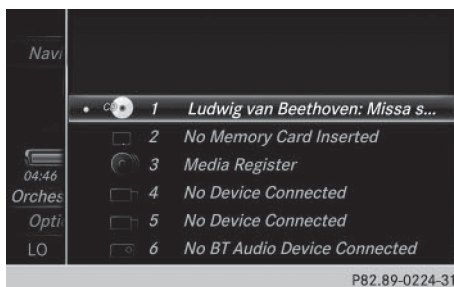 Navi
1 Ludwig van Beethoven: Missa s...
2 No Memory Card Inserted
3 Media Register
04:46
4 No Device Connected
Orches
5 No Device Connected
Opti
6 No BT Audio Device Connected
LO
P82.89-0224-31